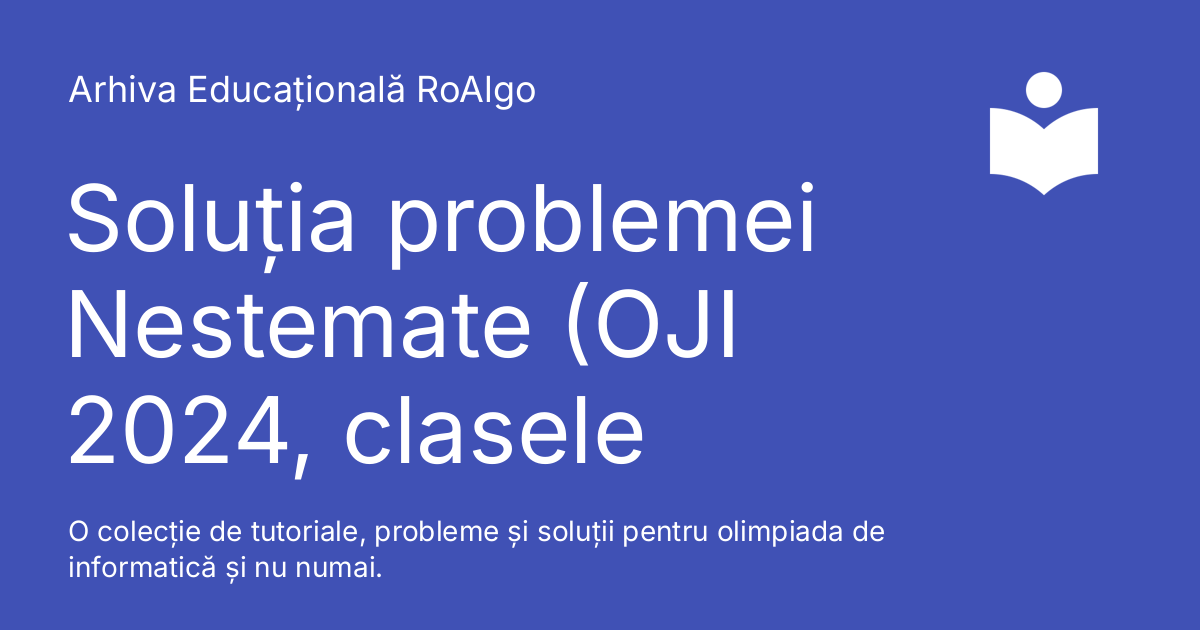 Arhiva Educațională RoAlgo
Soluția problemei
Nestemate (OJI
2024, clasele
O colecție de tutoriale, probleme și soluții pentru olimpiada de
informatică și nu numai.